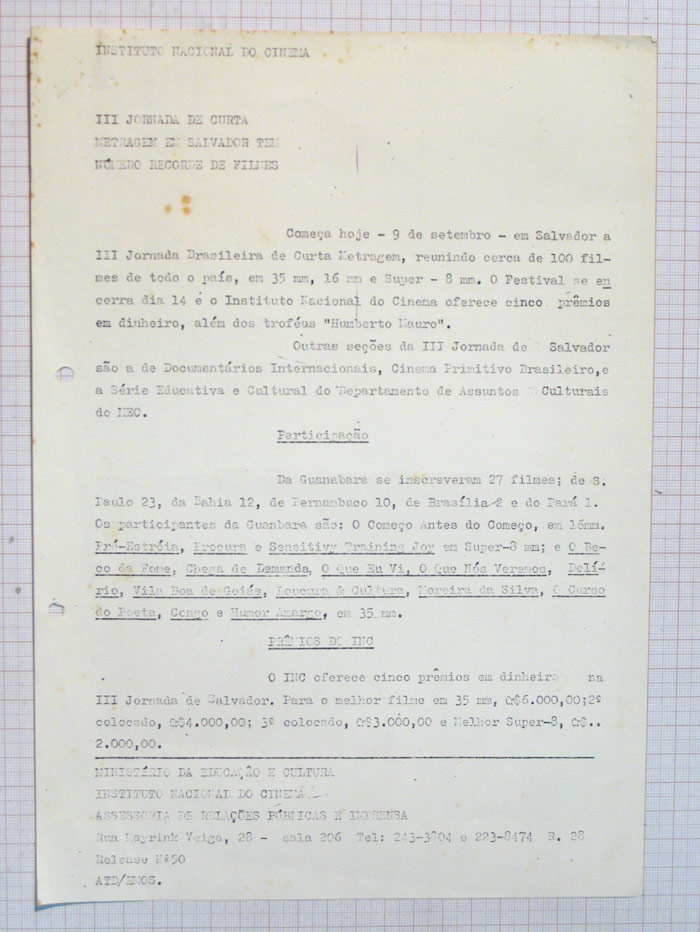 INSTITUTO NACIONAL DO CINEMA
III JORNADA DE CURTA
METRAGEM EM SALVADOR TEM
NÚMERO RECORDE DE FILMES
Começa hoje - 9 de setembro - em Salvador a
III Jornada Brasileira de Curta Metragem, reunindo cerca de 100 fil-
mes de todo o país, em 35 mm, 16 mm e Super - 8 mm. O Festival se en
cerra dia 14 e o Instituto Nacional do Cinema oferece cinco prêmios
em dinheiro, além dos troféus "Humberto Mauro".
Outras seções da III Jornada de Salvador
são a de Documentários Internacionais, Cinema Primitivo Brasileiro,e
a Série Educativa e Cultural do Departamento de Assuntos Culturais
do MEC.
Participação
Da Guanabara se inscreveram 27 filmes; de S.
Paulo 23, da Bahia 12, de Pernambuco 10, de Brasília 2 e do Pará 1.
Os participantes da Guanbara são: O Começo Antes do Começo, em 16mm.
Pré-Estréia, Procura e Sensitivy Training Joy em Super-8 mm; e O Be-
co da Fome, Chega de Demanda, O Que Eu Vi, O Que Nós Veremos, Delí-
rio, Vila Boa de Goiás, Loucura & Cultura, Moreira da Silva, O Curso
do Poeta, Congo e Humor Amargo, em 35 mm.
PRÊMIOS DO INC
O INC oferece cinco prêmios em dinheiro na
III Jornada de Salvador. Para o melhor filme em 35 mm, Cr$6.000,00;2º
colocado, Cr$4.000,00; 3º colocado, Cr$3.000,00 e Melhor Super-8, Cr$..
2.000,00.
MINISTÉRIO DA EDUCAÇÃO E CULTURA
INSTITUTO NACIONAL DO CINEMA
ASSESSORIA DE RELAÇÕES PÚBLICAS E IMPRENSA
Rua Mayrink Veiga, 28 - sala 206 Tel: 243-3804 e 223-8474 R. 28
Release Nº50